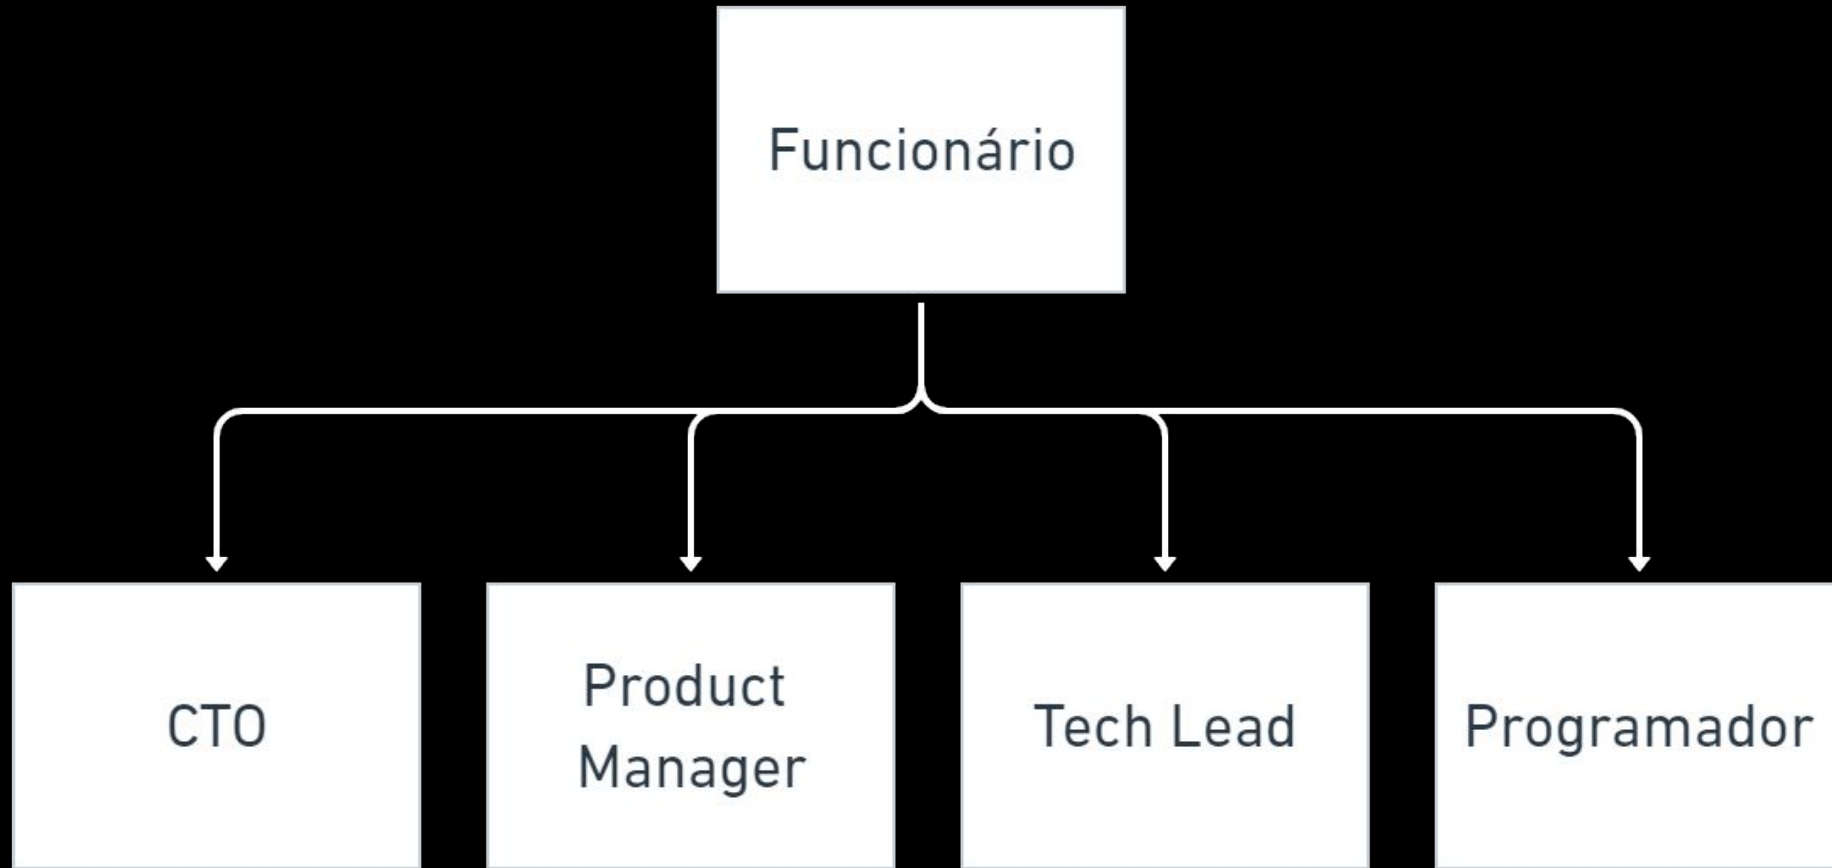 Funcionário
CTO
Product
Manager
Tech Lead
Programador